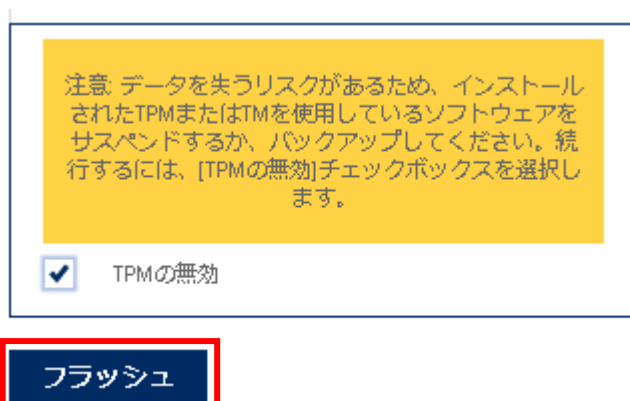 注意: データを失うリスクがあるため、インストール
されたTPMまたはTMを使用しているソフトウェアを
サスペンドするか、バックアップしてください。続
行するには、[TPMの無効]チェックボックスを選択し
ます。
TPMの無効
フラッシュ